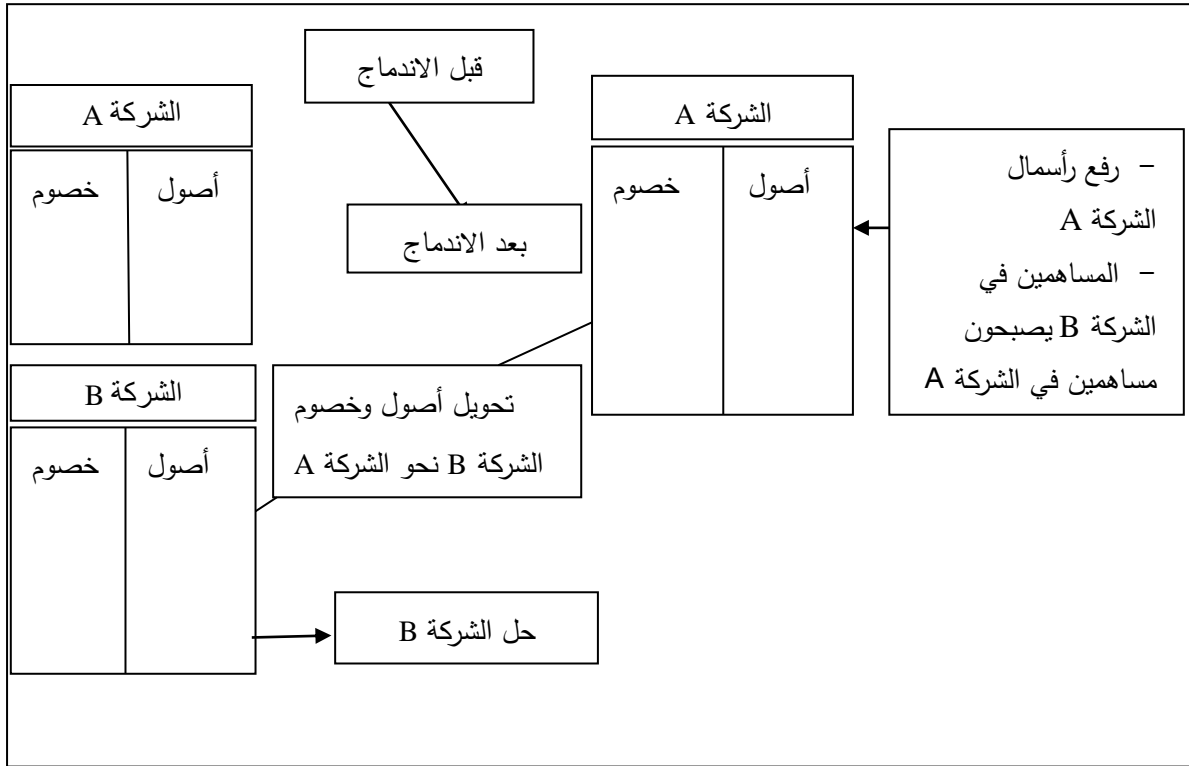 قبل الاندماج
الشركة A
الشركة A
أصول
خصوم
أصول
خصوم
– رفع رأسمال
الشركة A
– المساهمين في
الشركة B يصبحون
مساهمين في الشركة A
بعد الاندماج
الشركة B
أصول
خصوم
تحويل أصول وخصوم
الشركة B نحو الشركة A
حل الشركة B